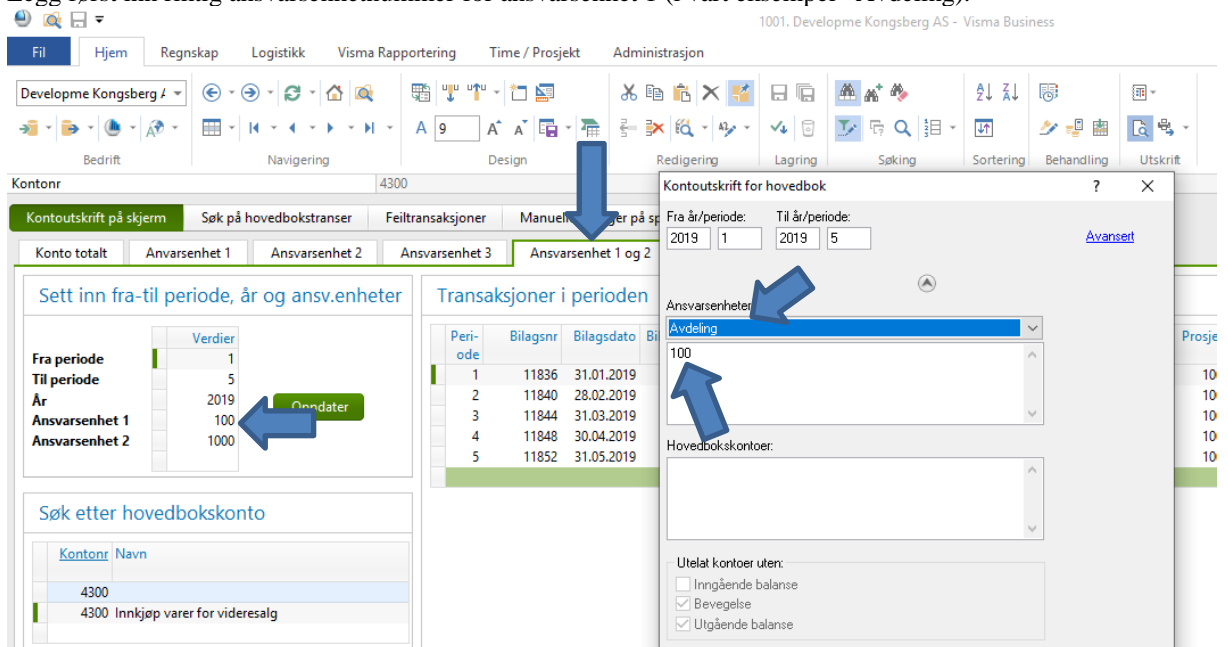 1001. Developme Kongsberg AS - Visma Business
Fil Hjem Regnskap Logistikk Visma Rapportering Time / Prosjekt Administrasjon
Developme Kongsberg
A 9 A A
Bedrift Navigering Design Redigering Lagring Søking Sortering Behandling Utskrift
Kontonr 4300
Kontoutskrift på skjerm Søk på hovedbokstranser Feiltransaksjoner
Konto totalt Anvarsenhet 1 Ansvarsenhet 2 Ansvarsenhet 3 Ansvarsenhet 1 og 2
Sett inn fra-til periode, år og ansv.enheter
Verdier
Fra periode 1
Til periode 5
År 2019
Ansvarsenhet 1 100
Ansvarsenhet 2 1000
Oppdater
Søk etter hovedbokskonto
Kontonr Navn
4300
4300 Innkjøp varer for videresalg
Transaksjoner i perioden
Peri-ode Bilagsnr Bilagsdato
1 11836 31.01.2019
2 11840 28.02.2019
3 11844 31.03.2019
4 11848 30.04.2019
5 11852 31.05.2019
Kontoutskrift for hovedbok ? X
Fra år/periode: Til år/periode:
2019 1 2019 5 Avansert
Ansvarsenheter
Avdeling
100
Hovedbokskontoer:
Utelat kontoer uten:
Inngående balanse
Bevegelse
Utgående balanse